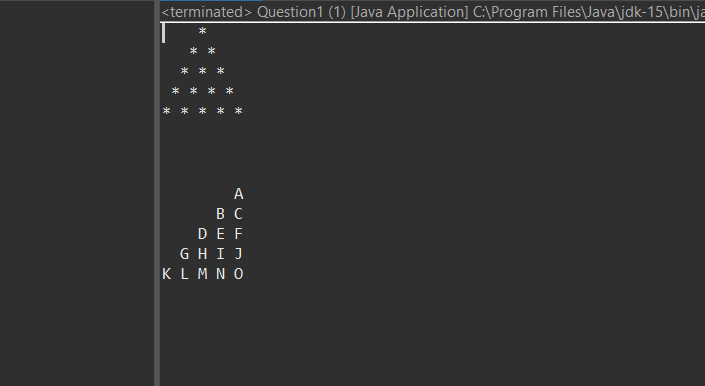 <terminated> Question1 (1) [Java Application] C:\Program Files\Java\jdk-15\bin\ja
    *
   * *
  * * *
 * * * *
* * * * *
        A
      B C
    D E F
  G H I J
K L M N O